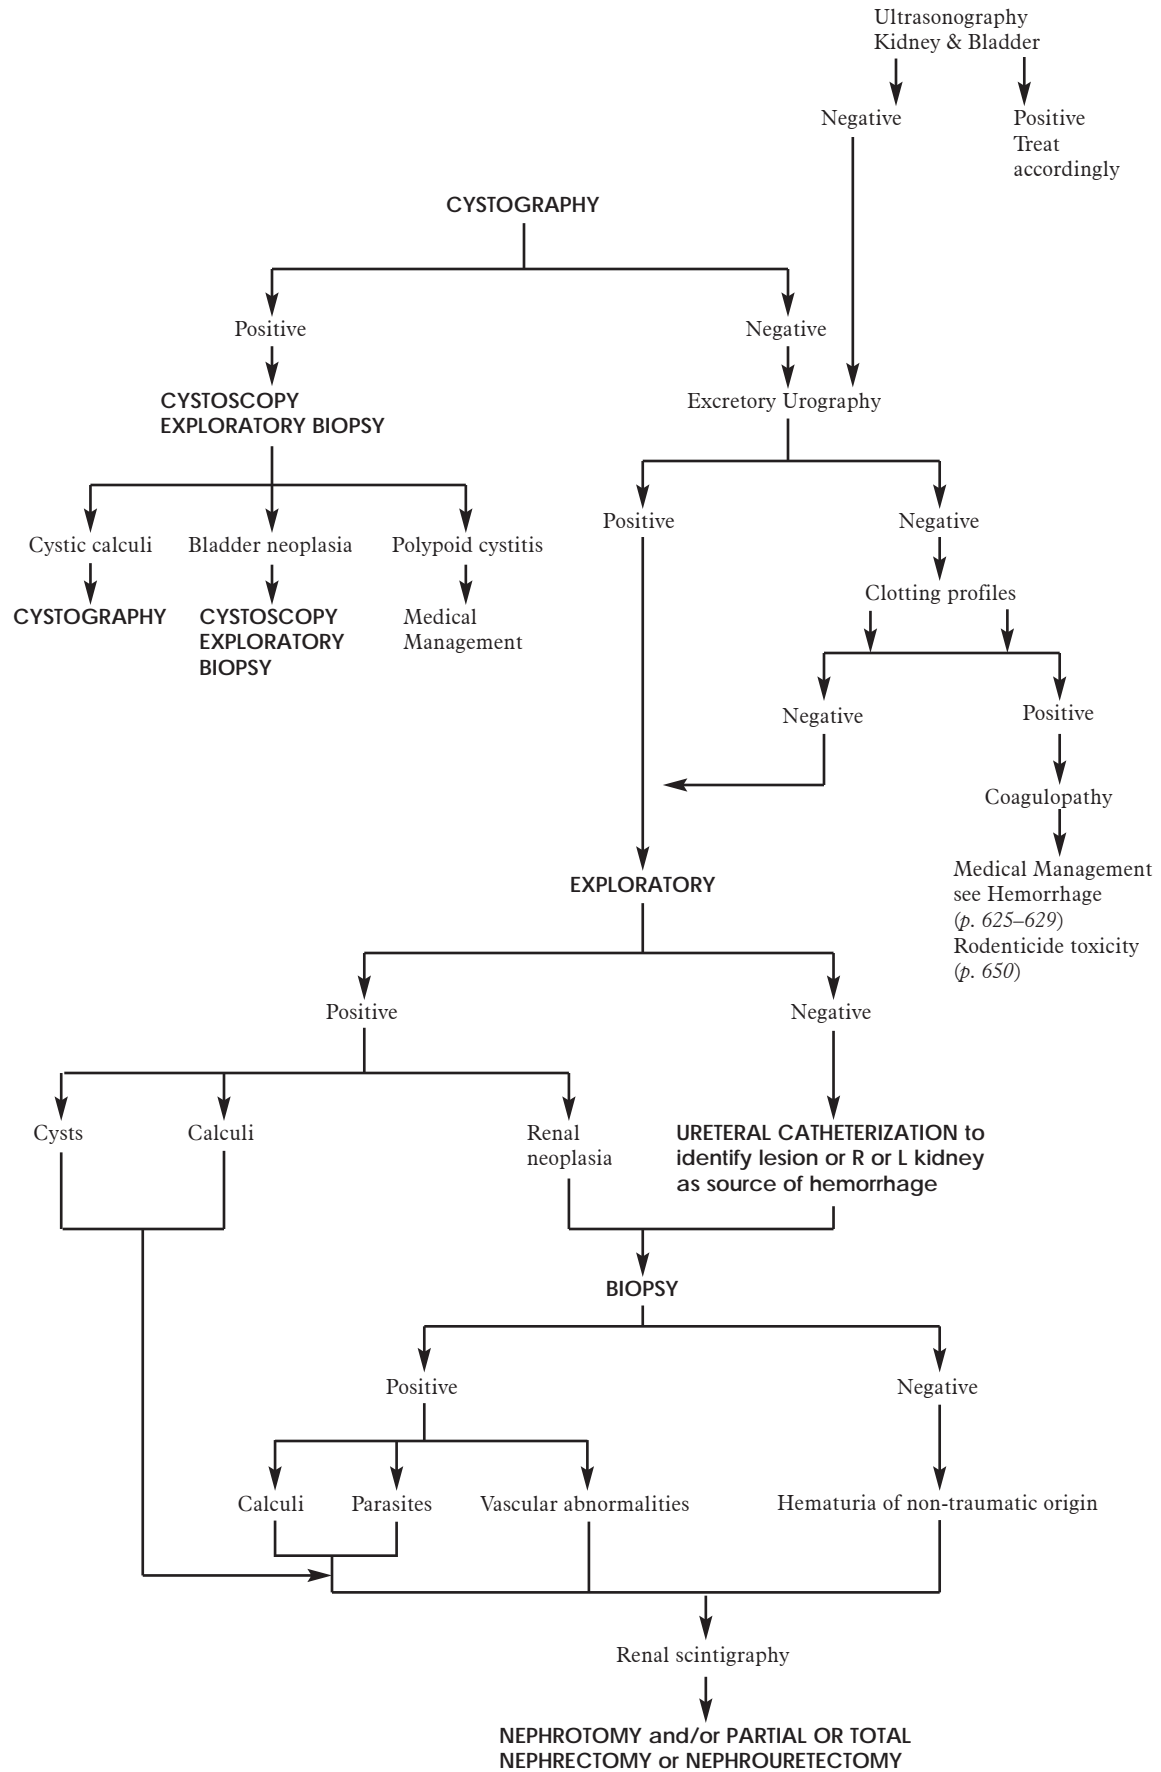 Ultrasonography
Kidney & Bladder
Negative
Positive
Treat
accordingly
CYSTOGRAPHY
Positive
Negative
CYSTOSCOPY
EXPLORATORY BIOPSY
Excretory Urography
Cystic calculi
Bladder neoplasia
Polypoid cystitis
CYSTOGRAPHY
CYSTOSCOPY
EXPLORATORY
BIOPSY
Medical
Management
Positive
Negative
Clotting profiles
Negative
Positive
Coagulopathy
Medical Management
see Hemorrhage
(p. 625–629)
Rodenticide toxicity
(p. 650)
EXPLORATORY
Positive
Negative
Cysts
Calculi
Renal
neoplasia
URETERAL CATHETERIZATION to
identify lesion or R or L kidney
as source of hemorrhage
BIOPSY
Positive
Negative
Calculi
Parasites
Vascular abnormalities
Hematuria of non-traumatic origin
Renal scintigraphy
NEPHROTOMY and/or PARTIAL OR TOTAL
NEPHRECTOMY or NEPHROURETECTOMY